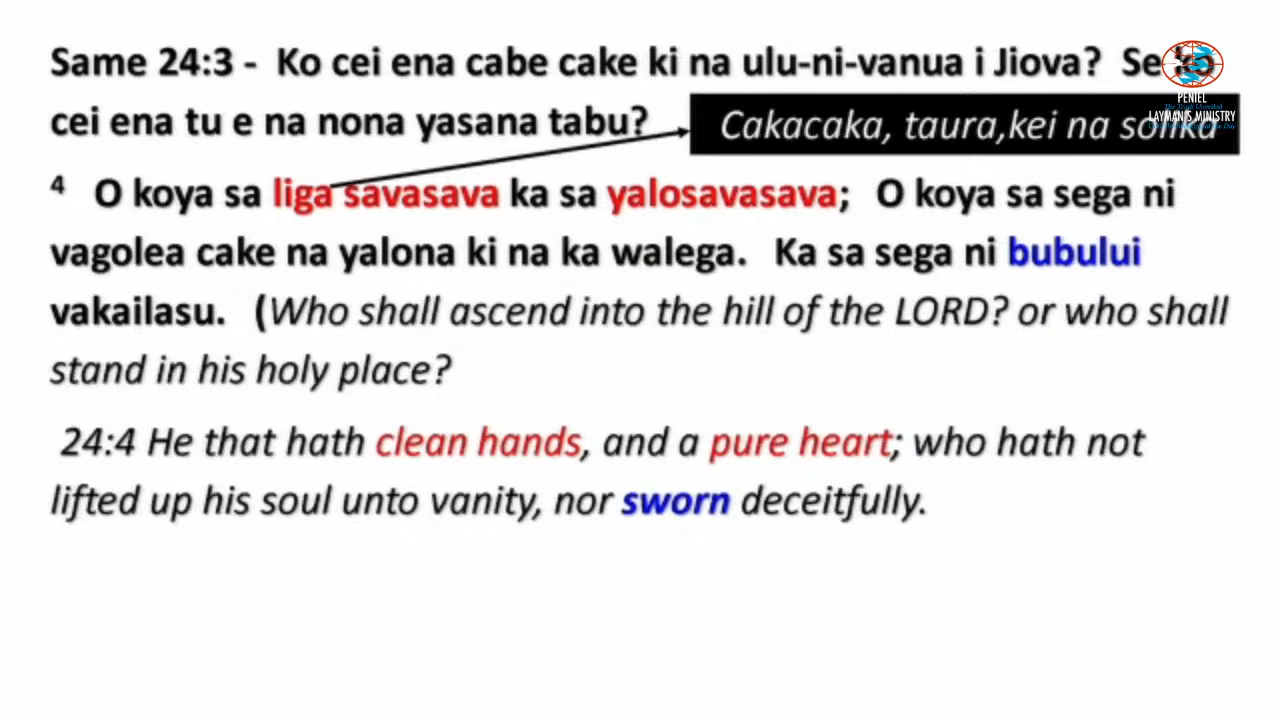 Same 24:3 - Ko cei ena cabe cake ki na ulu-ni-vanua i Jiova? Se ko
cei ena tu e na nona yasana tabu?
Cakacaka, taura,kei na
⁴ O koya sa liga savasava ka sa yalosavasava; O koya sa sega ni
vagolea cake na yalona ki na ka walega. Ka sa sega ni bubului
vakailasu. (Who shall ascend into the hill of the LORD? or who shall
stand in his holy place?
24:4 He that hath clean hands, and a pure heart; who hath not
lifted up his soul unto vanity, nor sworn deceitfully.
PENIEL
The Truth Unveiled
LAYMAN'S MINISTRY